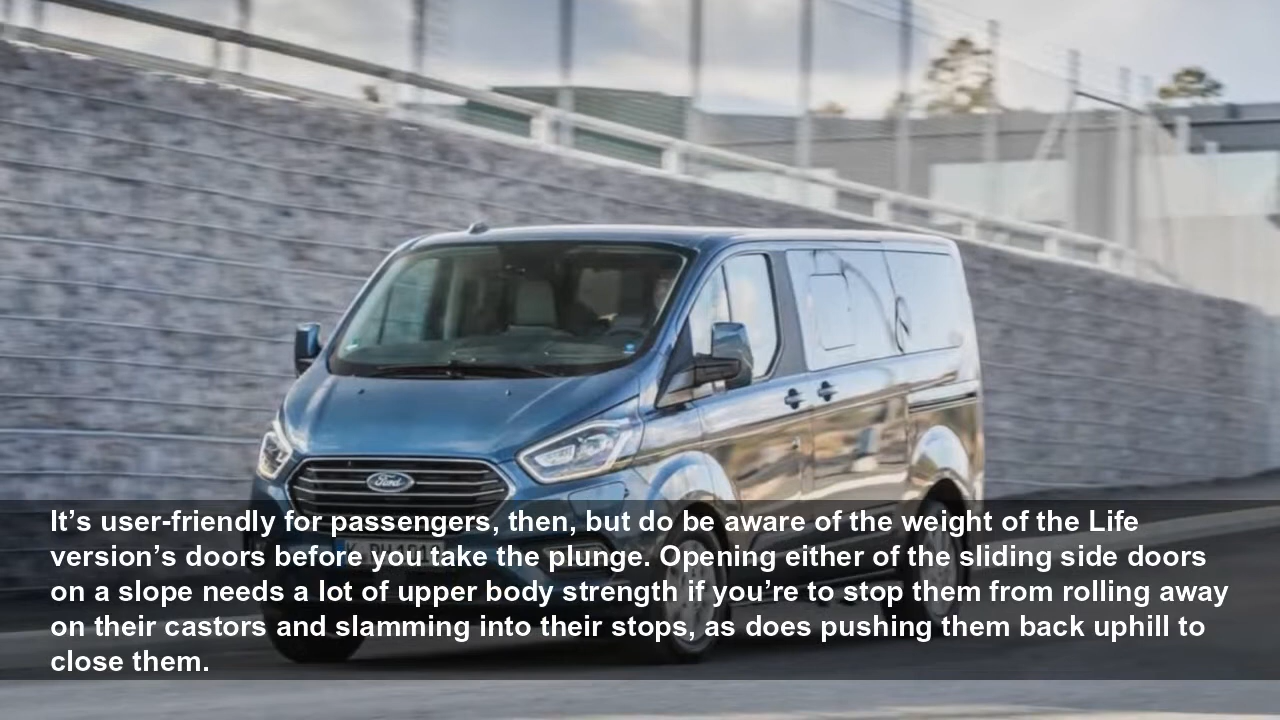 Ford
It’s user-friendly for passengers, then, but do be aware of the weight of the Life
version’s doors before you take the plunge. Opening either of the sliding side doors
on a slope needs a lot of upper body strength if you’re to stop them from rolling away
on their castors and slamming into their stops, as does pushing them back uphill to
close them.